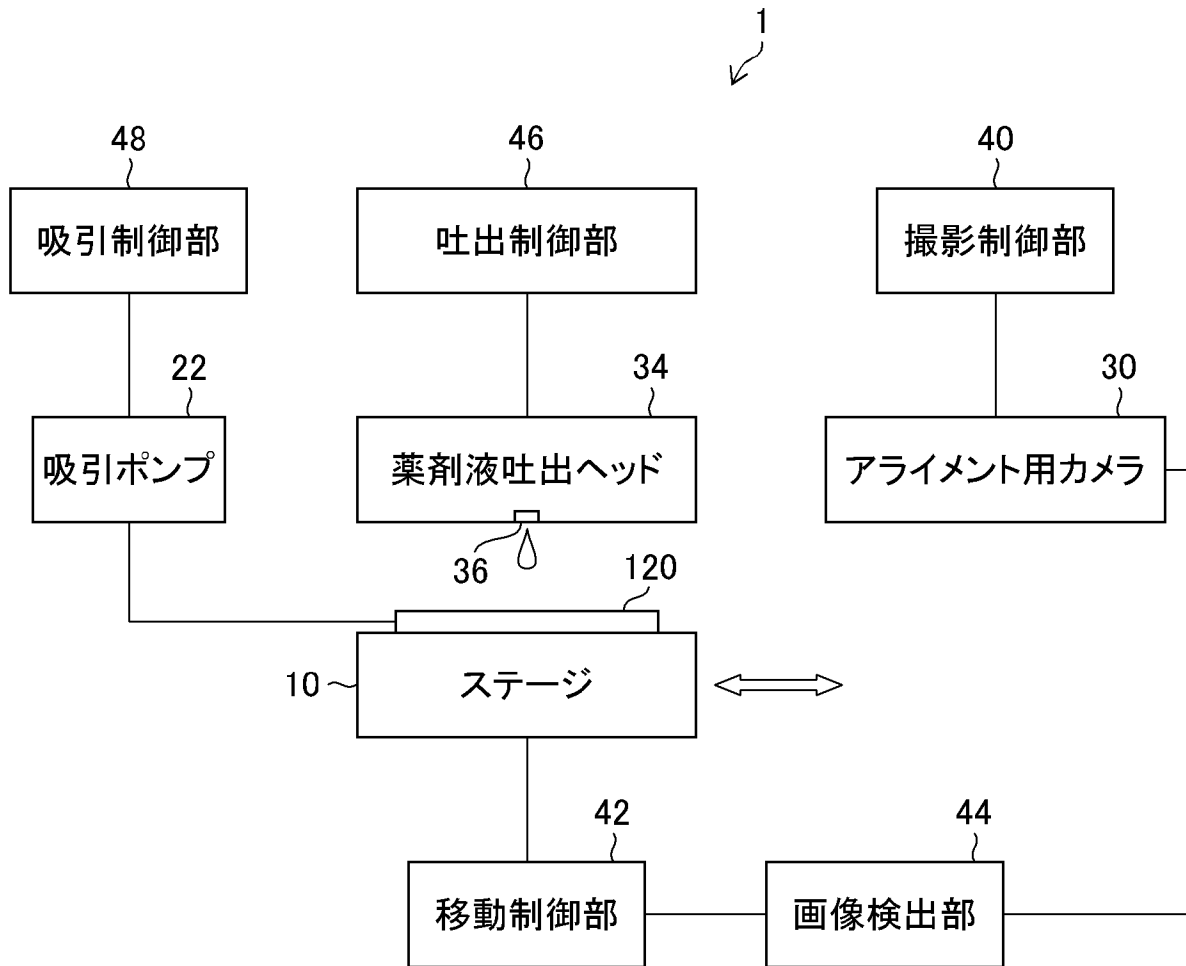 1
48
46
40
吸引制御部
吐出制御部
撮影制御部
22
34
30
吸引ポンプ
薬剤液吐出ヘッド
アライメント用カメラ
36
120
10
ステージ
42
44
移動制御部
画像検出部